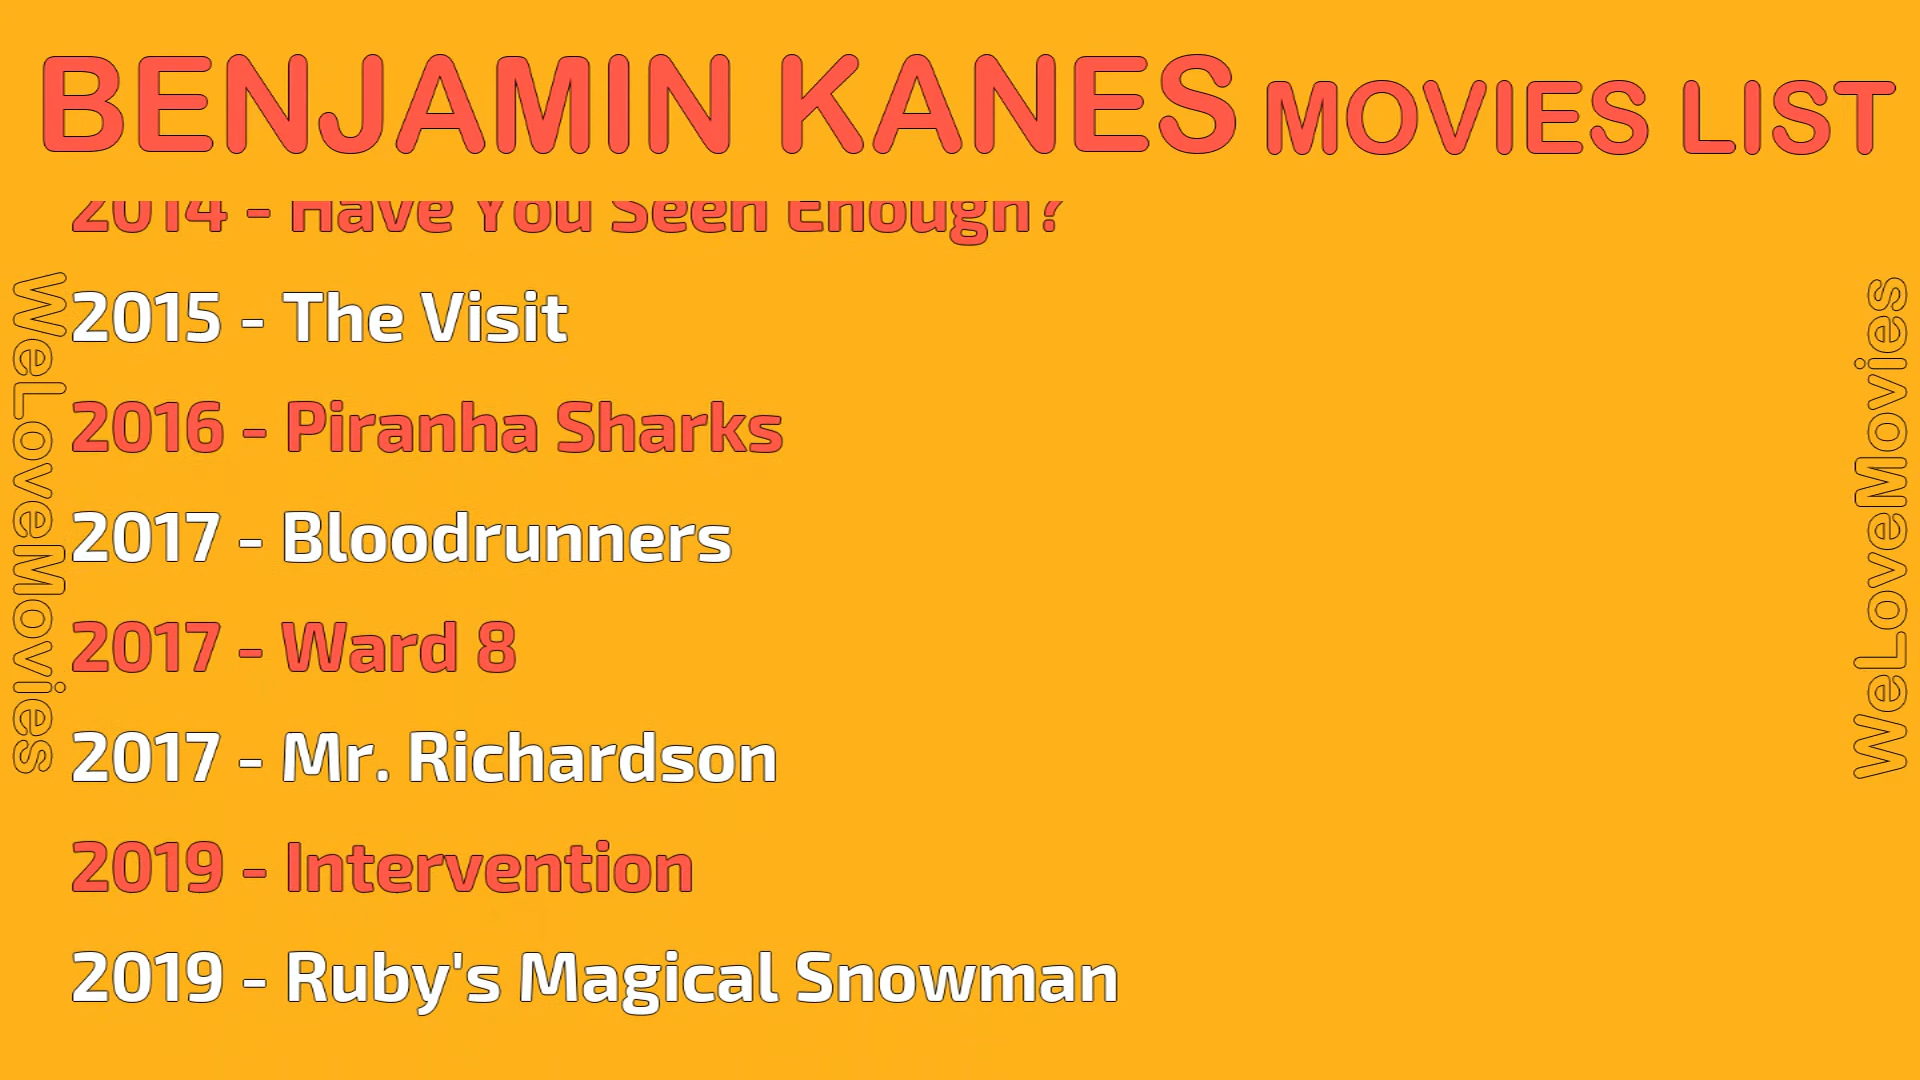 BENJAMIN KANES MOVIES LIST
2014 - Have You Seen Enough?
2015 - The Visit
2016 - Piranha Sharks
2017 - Bloodrunners
2017 - Ward 8
2017 - Mr. Richardson
2019 - Intervention
2019 - Ruby's Magical Snowman
WeLoveMovies
WeLoveMovies